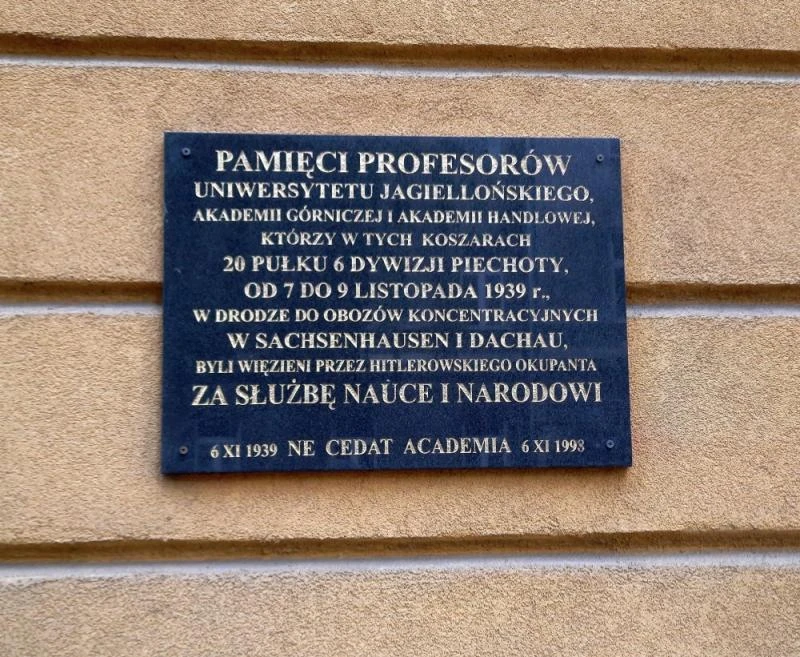 PAMIĘCI PROFESORÓW
UNIWERSYTETU JAGIELLOŃSKIEGO,
AKADEMII GÓRNICZEJ I AKADEMII HANDLOWEJ,
KTÓRZY W TYCH KOSZARACH
20 PUŁKU 6 DYWIZJI PIECHOTY,
OD 7 DO 9 LISTOPADA 1939 r.,
W DRODZE DO OBOZÓW KONCENTRACYJNYCH
W SACHSENHAUSEN I DACHAU,
BYLI WIĘZIENI PRZEZ HITLEROWSKIEGO OKUPANTA
ZA SŁUŻBĘ NAUCE I NARODOWI
6 XI 1939 NE CEDAT ACADEMIA 6 XI 1998